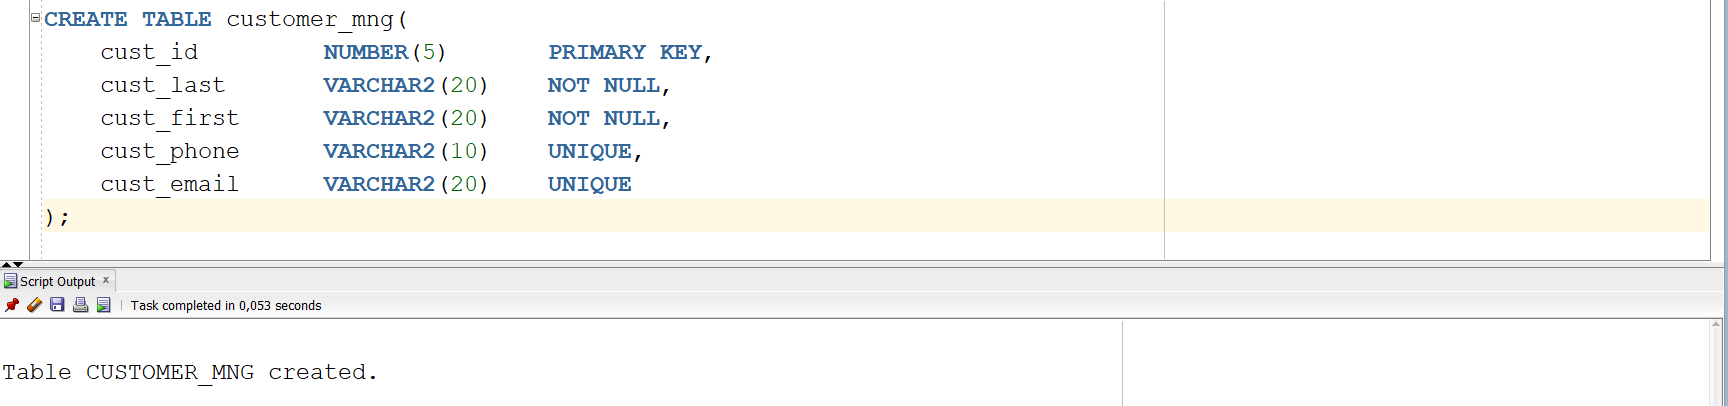 CREATE TABLE customer_mng(
cust_id NUMBER(5) PRIMARY KEY,
cust_last VARCHAR2(20) NOT NULL,
cust_first VARCHAR2(20) NOT NULL,
cust_phone VARCHAR2(10) UNIQUE,
cust_email VARCHAR2(20) UNIQUE
);
Script Output x
Task completed in 0,053 seconds
Table CUSTOMER_MNG created.